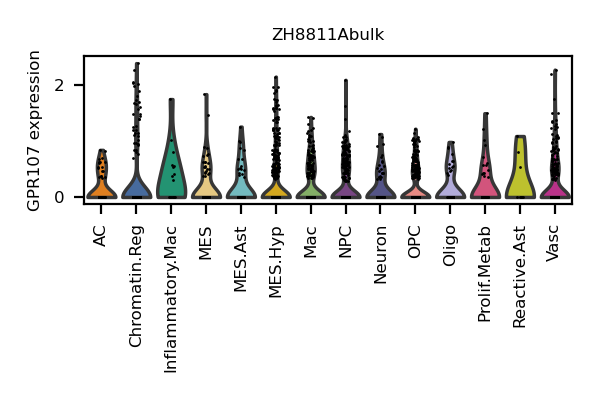 ZH8811Abulk
GPR107 expression
2
0
AC
Chromatin.Reg
Inflammatory.Mac
MES
MES.Ast
MES.Hyp
Mac
NPC
Neuron
OPC
Oligo
Prolif.Metab
Reactive.Ast
Vasc